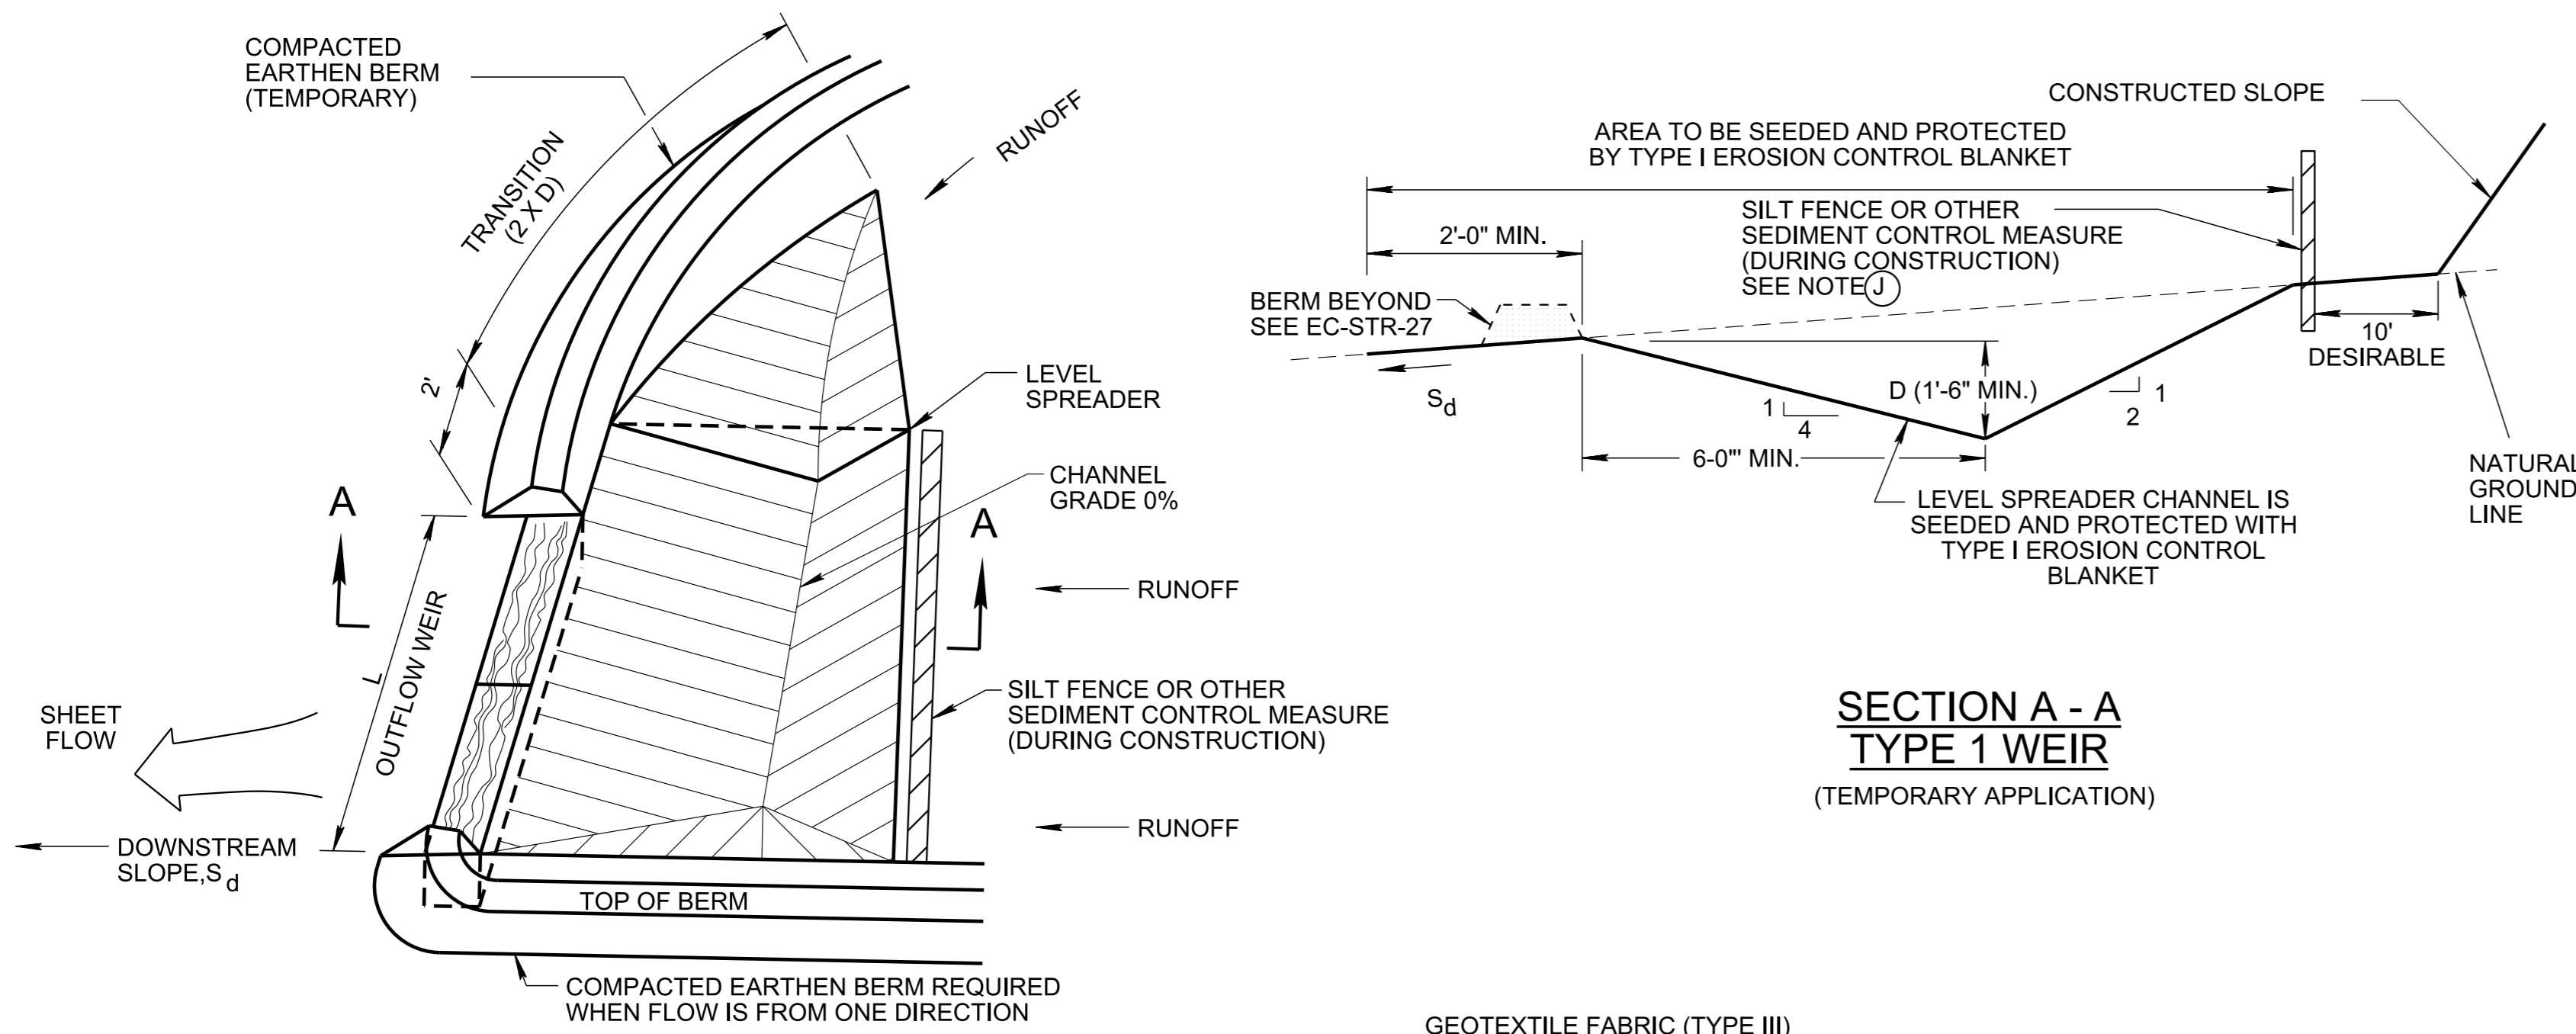 COMPACTED
EARTHEN BERM
(TEMPORARY)
TRANSITION
(2 X D)
RUNOFF
2'
LEVEL
SPREADER
CHANNEL
GRADE 0%
A
A
RUNOFF
L
OUTFLOW WEIR
SHEET
FLOW
SILT FENCE OR OTHER
SEDIMENT CONTROL MEASURE
(DURING CONSTRUCTION)
RUNOFF
DOWNSTREAM
SLOPE,Sd
TOP OF BERM
COMPACTED EARTHEN BERM REQUIRED
WHEN FLOW IS FROM ONE DIRECTION
CONSTRUCTED SLOPE
AREA TO BE SEEDED AND PROTECTED
BY TYPE I EROSION CONTROL BLANKET
2'-0" MIN.
SILT FENCE OR OTHER
SEDIMENT CONTROL MEASURE
(DURING CONSTRUCTION)
SEE NOTE J
BERM BEYOND
SEE EC-STR-27
10'
DESIRABLE
Sd
D (1'-6" MIN.)
1
4
1
2
6-0"' MIN.
NATURAL
GROUND
LINE
LEVEL SPREADER CHANNEL IS
SEEDED AND PROTECTED WITH
TYPE I EROSION CONTROL
BLANKET
SECTION A - A
TYPE 1 WEIR
(TEMPORARY APPLICATION)
GEOTEXTILE FABRIC (TYPE III)